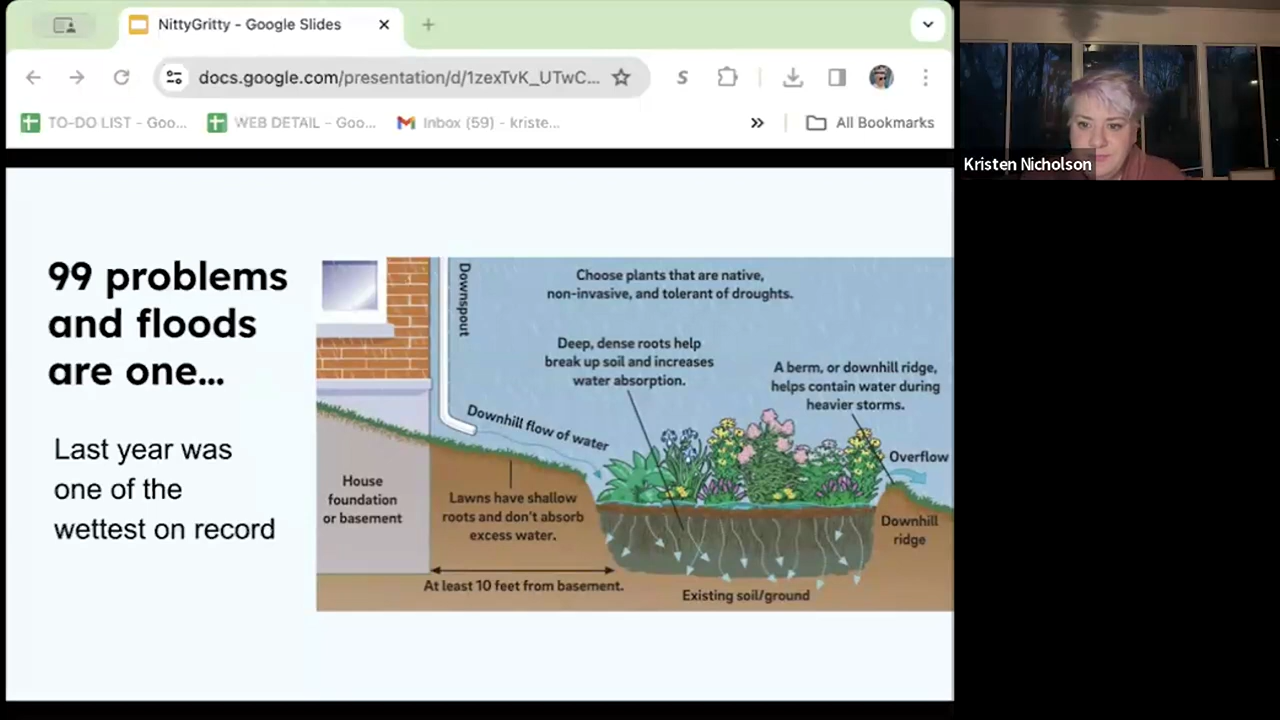 NittyGritty - Google Slides
docs.google.com/presentation/d/1zexTvK_UTwC...
TO-DO LIST - Goo...
WEB DETAIL - Goo...
Inbox (59) - kriste...
All Bookmarks
Kristen Nicholson
99 problems
and floods
are one...
Last year was
one of the
wettest on record
Downspout
Choose plants that are native,
non-invasive, and tolerant of droughts.
Deep, dense roots help
break up soil and increases
water absorption.
A berm, or downhill ridge,
helps contain water during
heavier storms.
Downhill flow of water
Overflow
House
foundation
or basement
Lawns have shallow
roots and don't absorb
excess water.
Downhill
ridge
At least 10 feet from basement.
Existing soil/ground